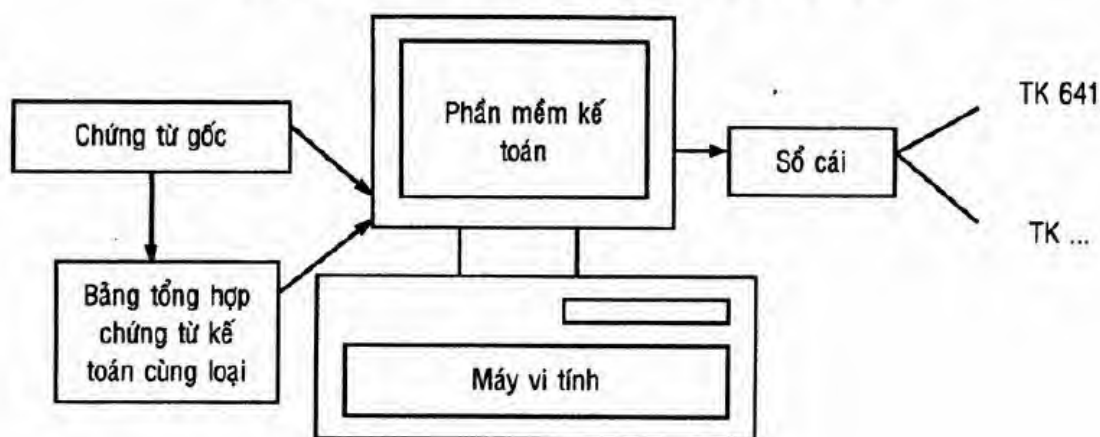 Chứng từ gốc
Bảng tổng hợp
chứng từ kế
toán cùng loại
Phần mềm kế
toán
Máy vi tính
Sổ cái
TK 641
TK ...